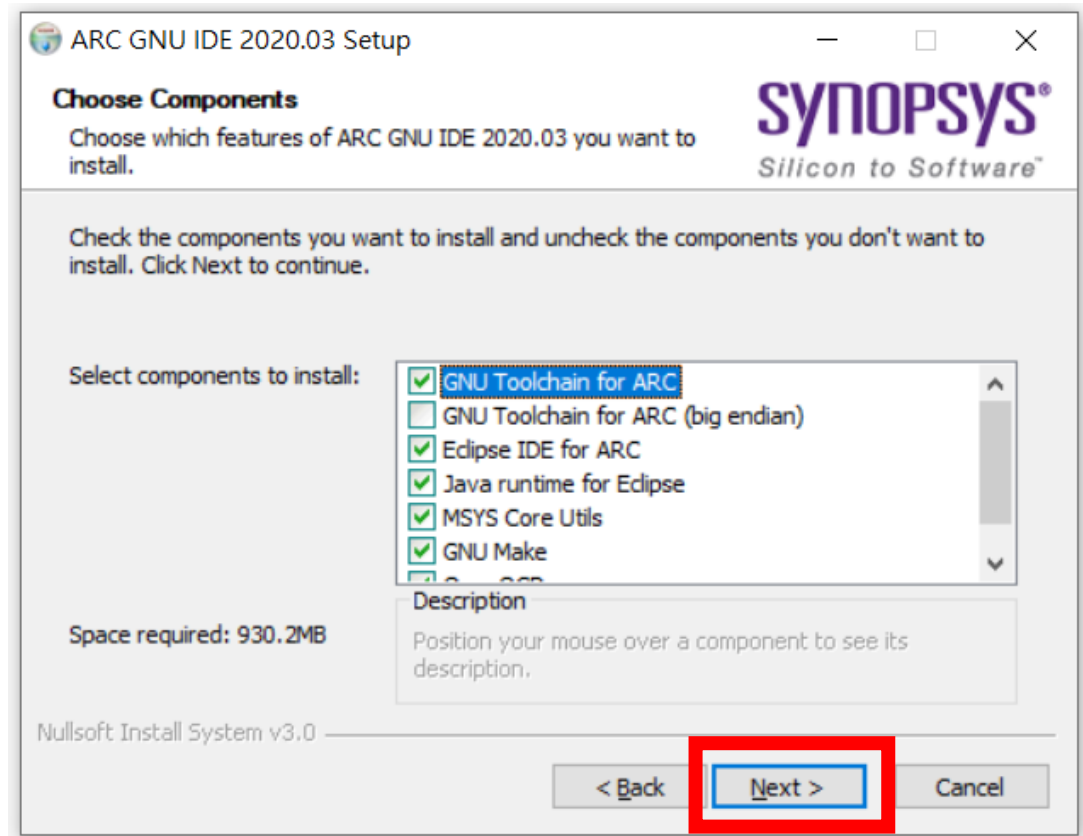 ARC GNU IDE 2020.03 Setup
Choose Components
Choose which features of ARC GNU IDE 2020.03 you want to
install.
SYNOPSYS®
Silicon to Software™
Check the components you want to install and uncheck the components you don't want to
install. Click Next to continue.
Select components to install:
GNU Toolchain for ARC
GNU Toolchain for ARC (big endian)
Eclipse IDE for ARC
Java runtime for Eclipse
MSYS Core Utils
GNU Make
Space required: 930.2MB
Description
Position your mouse over a component to see its
description.
Nullsoft Install System v3.0
< Back
Next >
Cancel